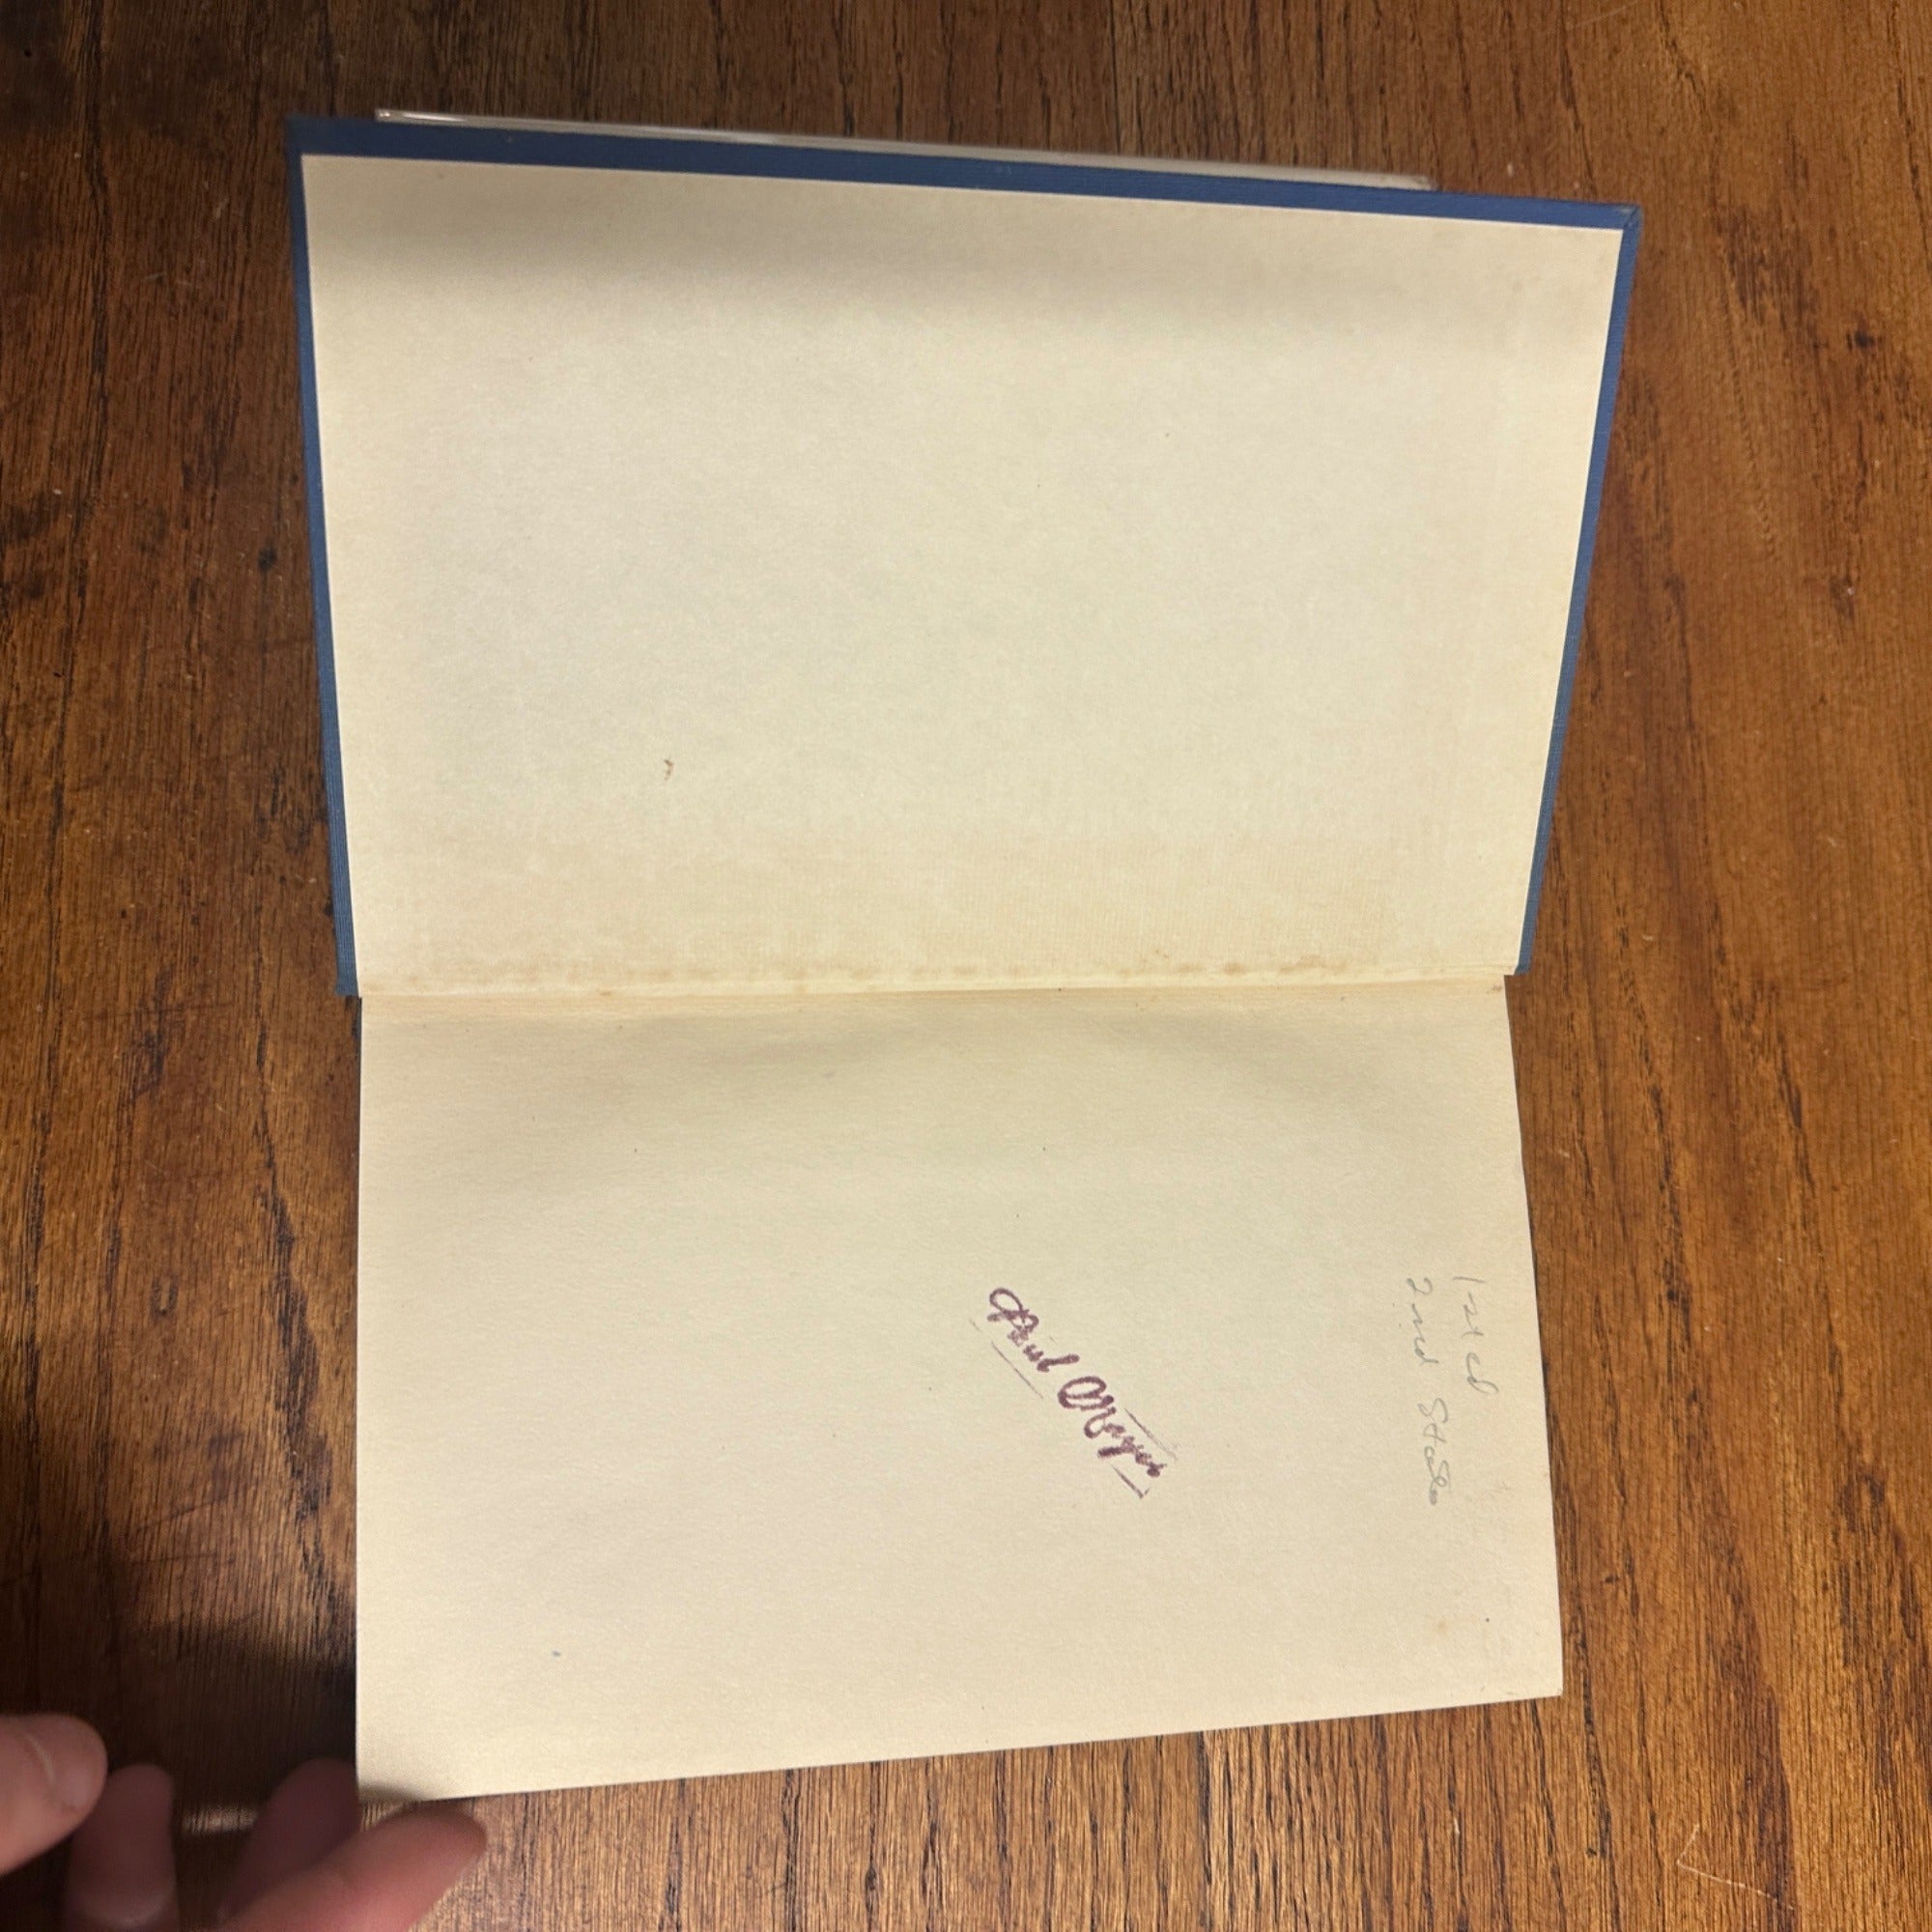 1st ed
2nd State
Paul Meyer